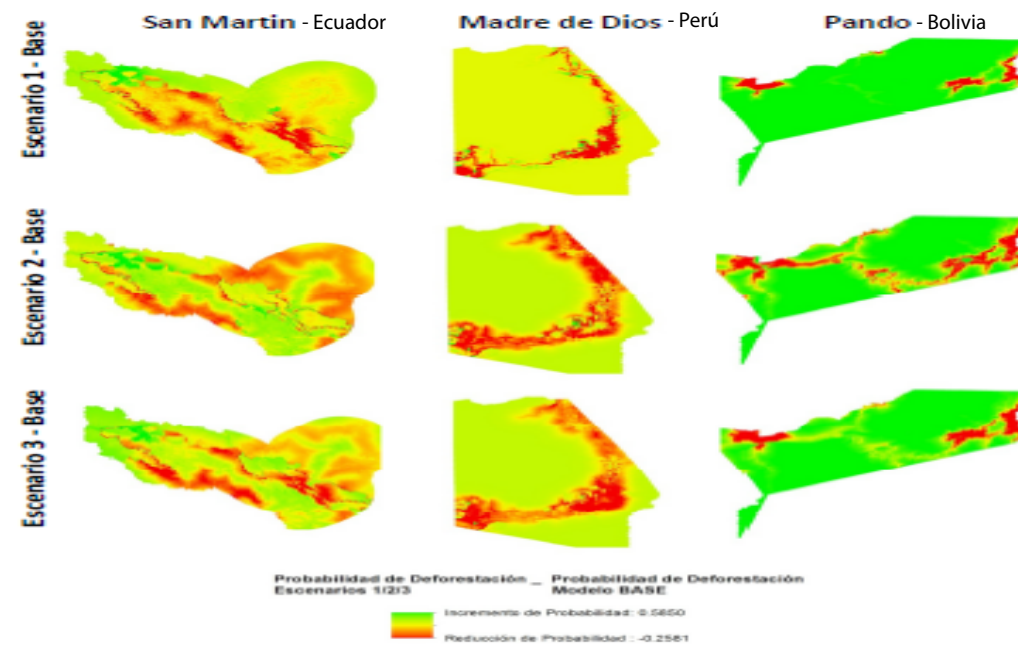 San Martin - Ecuador
Madre de Dios - Perú
Pando - Bolivia
Escenario 1 - Base
Escenario 2 - Base
Escenario 3 - Base
Probabilidad de Deforestación _ Probabilidad de Deforestación
Escenarios 1/2/3 Modelo BASE
Incremento de Probabilidad: 0.5850
Reducción de Probabilidad : -0.2581